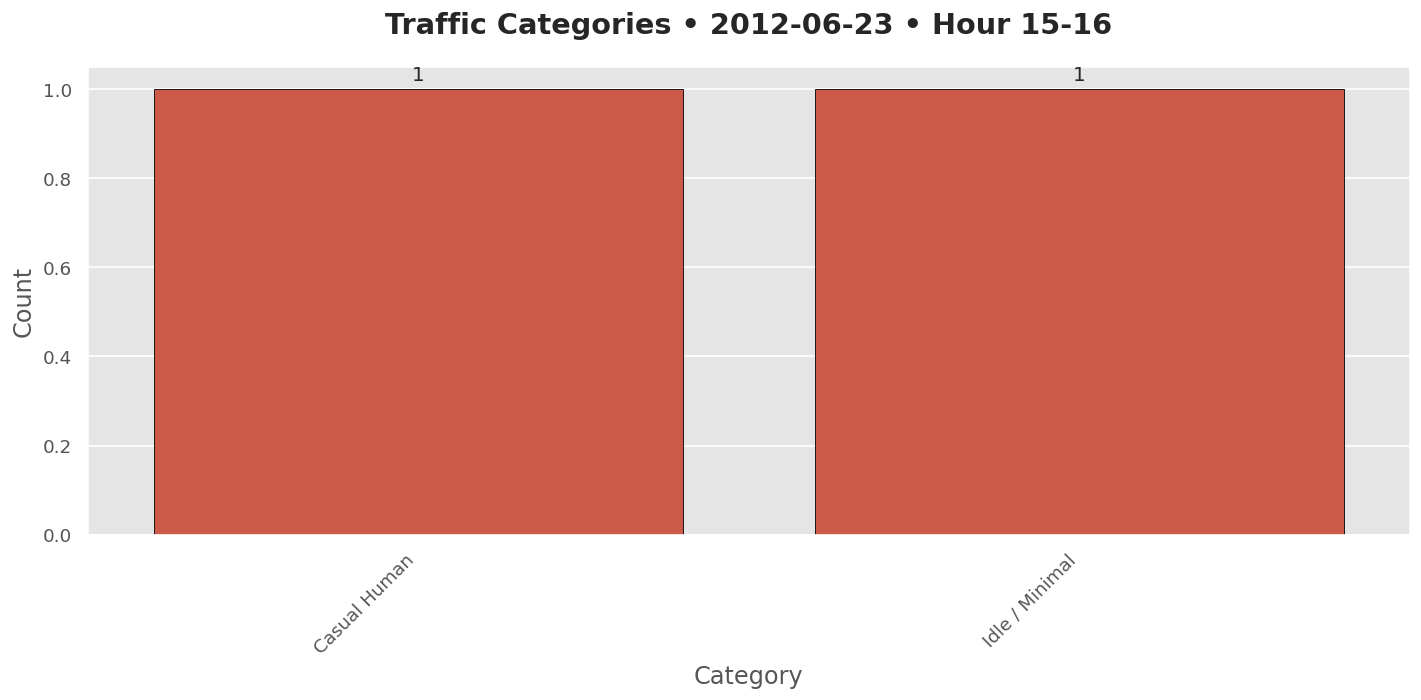 Traffic Categories • 2012-06-23 • Hour 15-16
1
1
1.0
0.8
0.6
0.4
0.2
0.0
Count
Casual Human
Idle / Minimal
Category